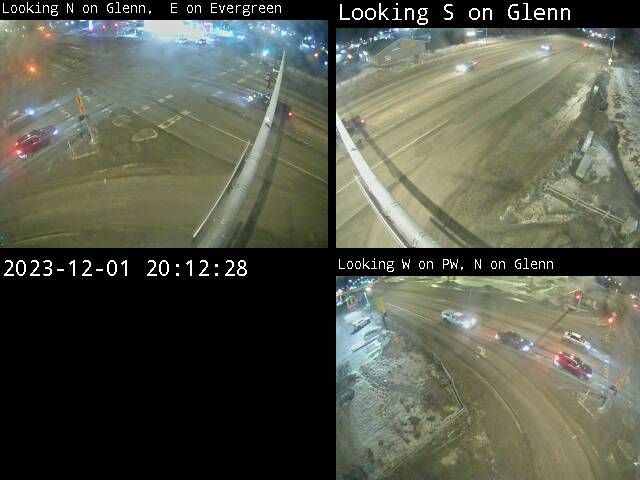 Looking N on Glenn,  E on Evergreen
Looking S on Glenn
2023-12-01 20:12:28
Looking W on PW, N on Glenn